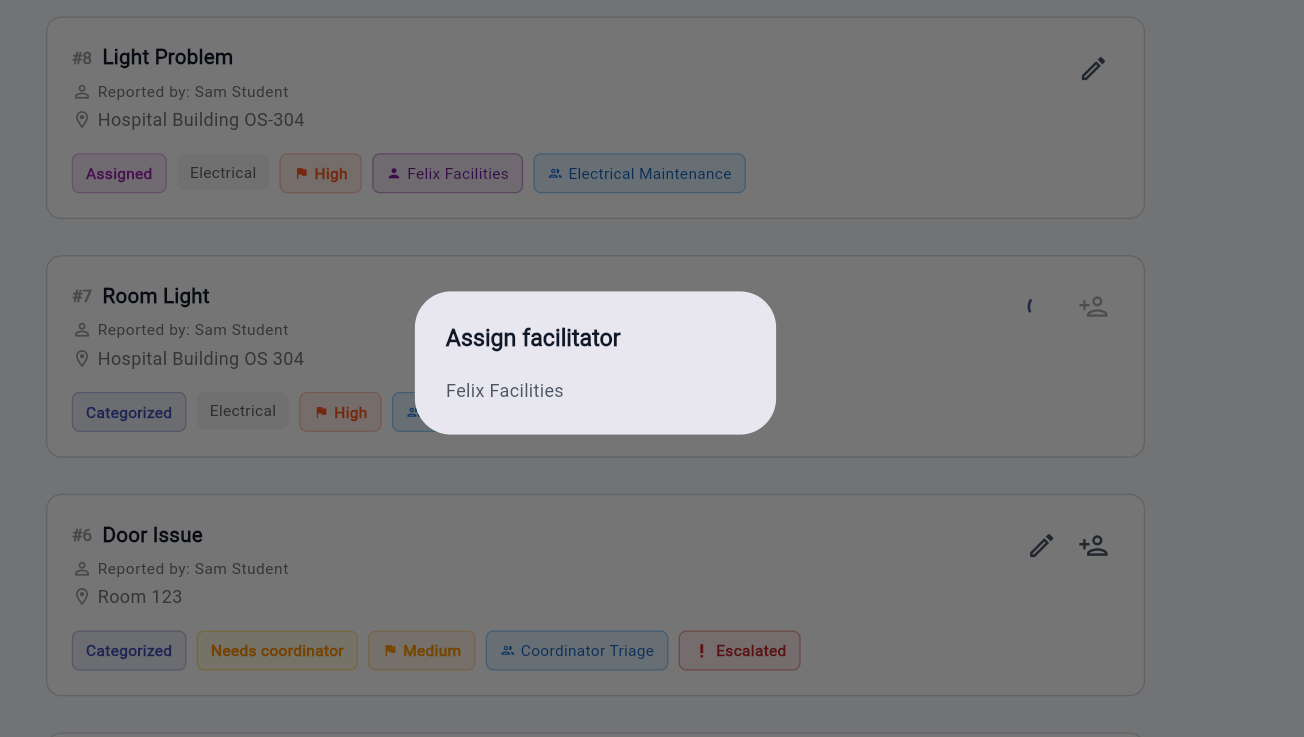 #8 Light Problem
Reported by: Sam Student
Hospital Building OS-304
Assigned Electrical High Felix Facilities Electrical Maintenance
#7 Room Light
Reported by: Sam Student
Hospital Building OS 304
Categorized Electrical High
Assign facilitator
Felix Facilities
#6 Door Issue
Reported by: Sam Student
Room 123
Categorized Needs coordinator Medium Coordinator Triage Escalated